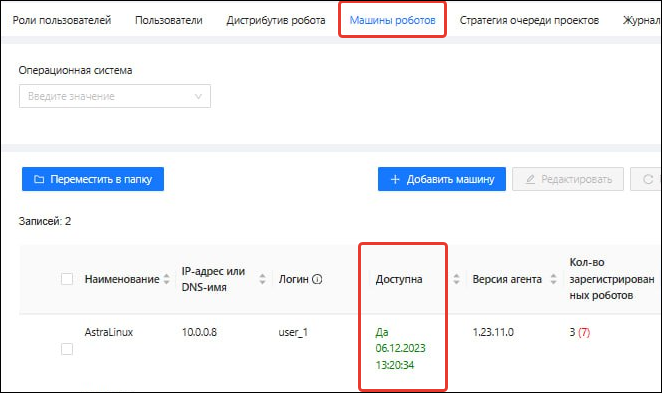 Роли пользователей Пользователи Дистрибутив робота Машины роботов Стратегия очереди проектов Журнал
Операционная система
Введите значение
Переместить в папку Добавить машину Редактировать
Записей: 2
Наименование IP-адрес или DNS-имя Логин Доступна Версия агента Кол-во зарегистрирован ных роботов
AstraLinux 10.0.0.8 user_1 Да 1.23.11.0 3 (7)
06.12.2023
13:20:34